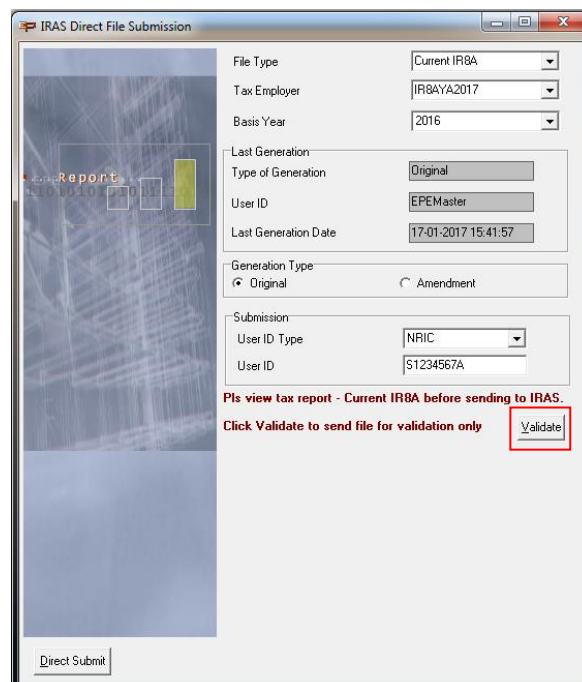 IRAS Direct File Submission
File Type Current IR8A
Tax Employer IR8AYA2017
Basis Year 2016
Last Generation
Type of Generation Original
User ID EPEMaster
Last Generation Date 17-01-2017 15:41:57
Generation Type
Original Amendment
Submission
User ID Type NRIC
User ID S1234567A
Pls view tax report - Current IR8A before sending to IRAS.
Click Validate to send file for validation only Validate
Report
Direct Submit